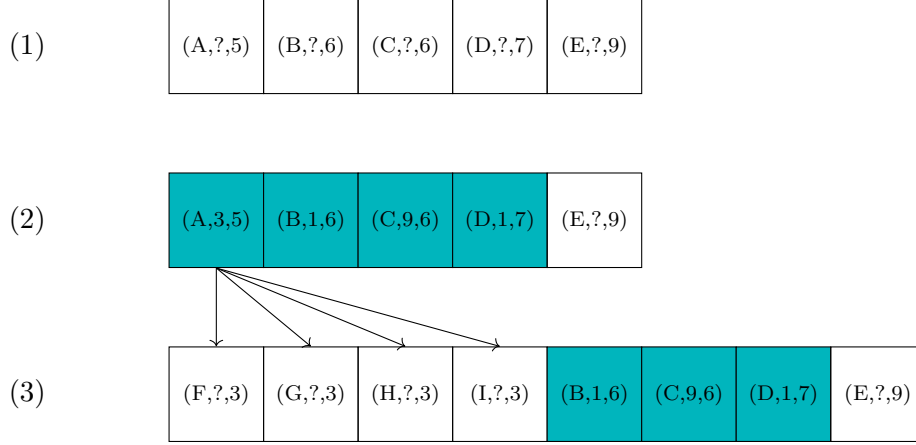 (1) (A,?,5) (B,?,6) (C,?,6) (D,?,7) (E,?,9)
(2) (A,3,5) (B,1,6) (C,9,6) (D,1,7) (E,?,9)
(3) (F,?,3) (G,?,3) (H,?,3) (I,?,3) (B,1,6) (C,9,6) (D,1,7) (E,?,9)